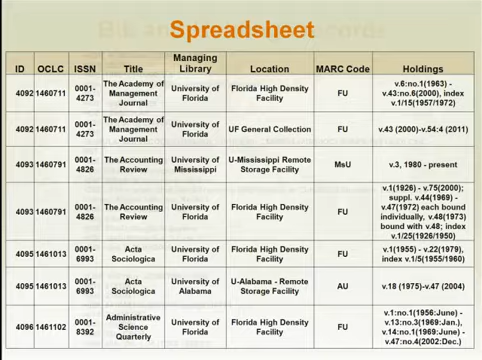 Spreadsheet
ID OCLC ISSN Title Managing Library Location MARC Code Holdings
4092 1460711 0001-4273 The Academy of Management Journal University of Florida Florida High Density Facility FU v.6:no.1(1963) - v.43:no.6(2000), index v.1/15(1957/1972)
4092 1460711 0001-4273 The Academy of Management Journal University of Florida UF General Collection FU v.43 (2000)-v.54:4 (2011)
4093 1460791 0001-4826 The Accounting Review University of Mississippi U-Mississippi Remote Storage Facility MsU v.3, 1980 - present
4093 1460791 0001-4826 The Accounting Review University of Florida Florida High Density Facility FU v.1(1926) - v.75(2000); suppl. v.44(1969) - v.47(1972) each bound individually, v.48(1973) bound with v.48; index v.1/25(1926/1950)
4095 1461013 0001-6993 Acta Sociologica University of Florida Florida High Density Facility FU v.1(1955) - v.22(1979), index v.1/5(1955/1960)
4095 1461013 0001-6993 Acta Sociologica University of Alabama U-Alabama - Remote Storage Facility AU v.18 (1975)-v.47 (2004)
4096 1461102 0001-8392 Administrative Science Quarterly University of Florida Florida High Density Facility FU v.1:no.1(1956:June) - v.13:no.3(1969:Jan.), v.14:no.1(1969:June) - v.47:no.4(2002:Dec.)